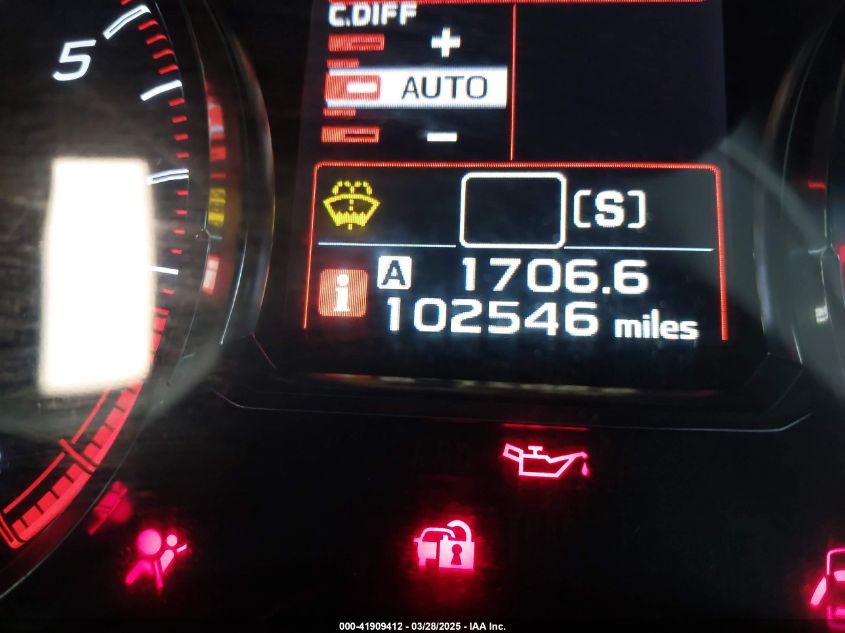 C.DIFF
5
+
AUTO
-
[S]
i A 1706.6
102546 miles
000-41909412 - 03/28/2025 - IAA Inc.